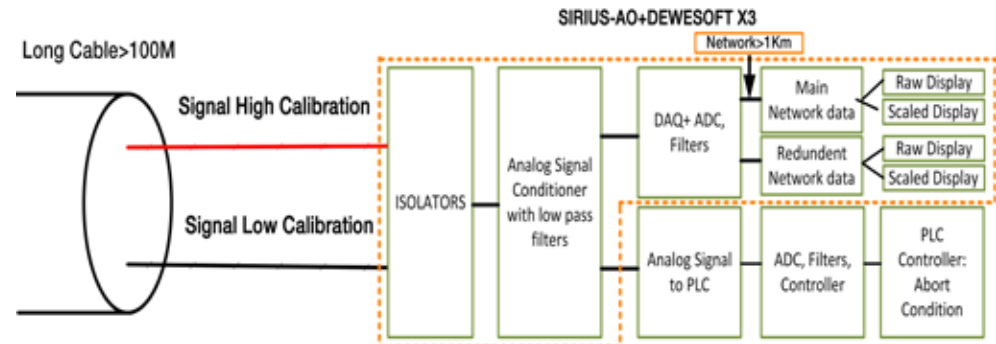 SIRIUS-AO+DEWESOFT X3
Network>1Km
Long Cable>100M
Signal High Calibration
Signal Low Calibration
ISOLATORS
Analog Signal
Conditioner
with low pass
filters
DAQ+ ADC,
Filters
Main
Network data
Raw Display
Scaled Display
Redundent
Network data
Raw Display
Scaled Display
Analog Signal
to PLC
ADC, Filters,
Controller
PLC
Controller:
Abort
Condition